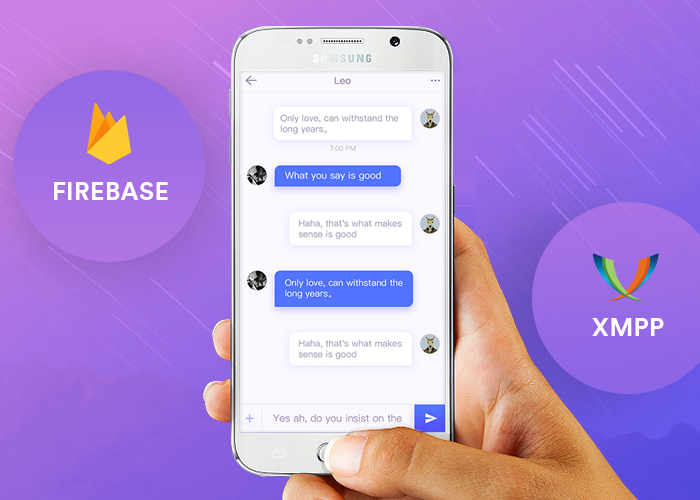 SAMSUNG
Leo
Only love, can withstand the
long years。
7:00 PM
What you say is good
Haha, that's what makes
sense is good
Only love, can withstand the
long years。
Haha, that's what makes
sense is good
Yes ah, do you insist on the
FIREBASE
XMPP